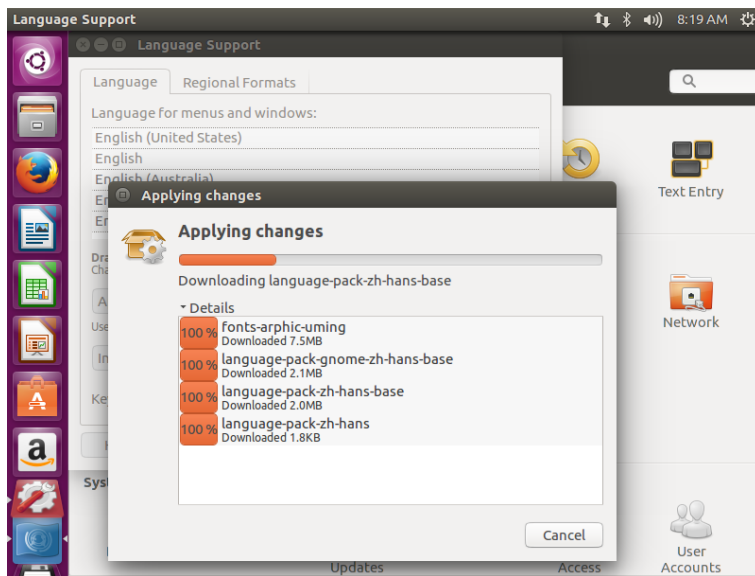 Language Support
8:19 AM
Language Support
Language
Regional Formats
Language for menus and windows:
English (United States)
English
English (Australia)
Text Entry
Applying changes
Applying changes
Downloading language-pack-zh-hans-base
Details
100 % fonts-arphic-uming
Downloaded 7.5MB
100 % language-pack-gnome-zh-hans-base
Downloaded 2.1MB
100 % language-pack-zh-hans-base
Downloaded 2.0MB
100 % language-pack-zh-hans
Downloaded 1.8KB
Network
Cancel
Updates
Access
User
Accounts